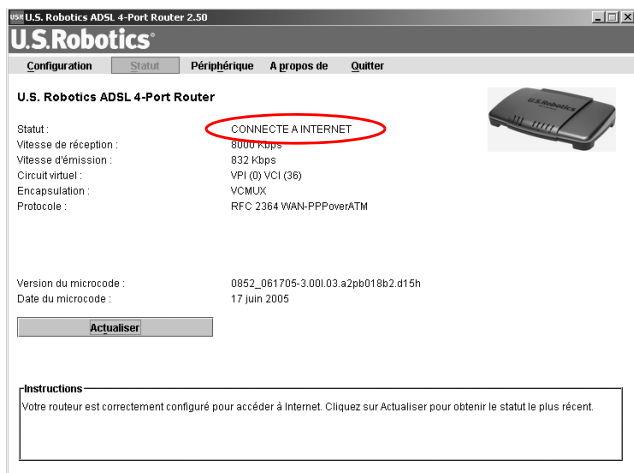 USR U.S. Robotics ADSL 4-Port Router 2.50
U.S.Robotics
Configuration Statut Périphérique A propos de Quitter
U.S. Robotics ADSL 4-Port Router
U.S.Robotics
Statut : CONNECTE A INTERNET
Vitesse de réception : 8000 Kbps
Vitesse d'émission : 832 Kbps
Circuit virtuel : VPI (0) VCI (36)
Encapsulation : VCMUX
Protocole : RFC 2364 WAN-PPPoverATM
Version du microcode : 0852_061705-3.00l.03.a2pb018b2.d15h
Date du microcode : 17 juin 2005
Actualiser
Instructions
Votre routeur est correctement configuré pour accéder à Internet. Cliquez sur Actualiser pour obtenir le statut le plus récent.